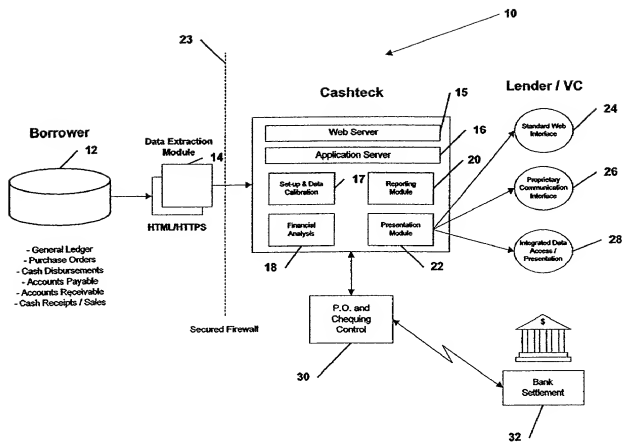 10
23
Cashteck
Lender / VC
15
Borrower
12
Data Extraction
Module
14
HTML/HTTPS
Web Server
16
Application Server
Set-up & Data
Calibration
17
Reporting
Module
20
Financial
Analysis
18
Presentation
Module
22
Standard Web
Interface
24
Proprietary
Communication
Interface
26
Integrated Data
Access /
Presentation
28
- General Ledger
- Purchase Orders
- Cash Disbursements
- Accounts Payable
- Accounts Receivable
- Cash Receipts / Sales
Secured Firewall
P.O. and
Chequing
Control
30
$
Bank
Settlement
32